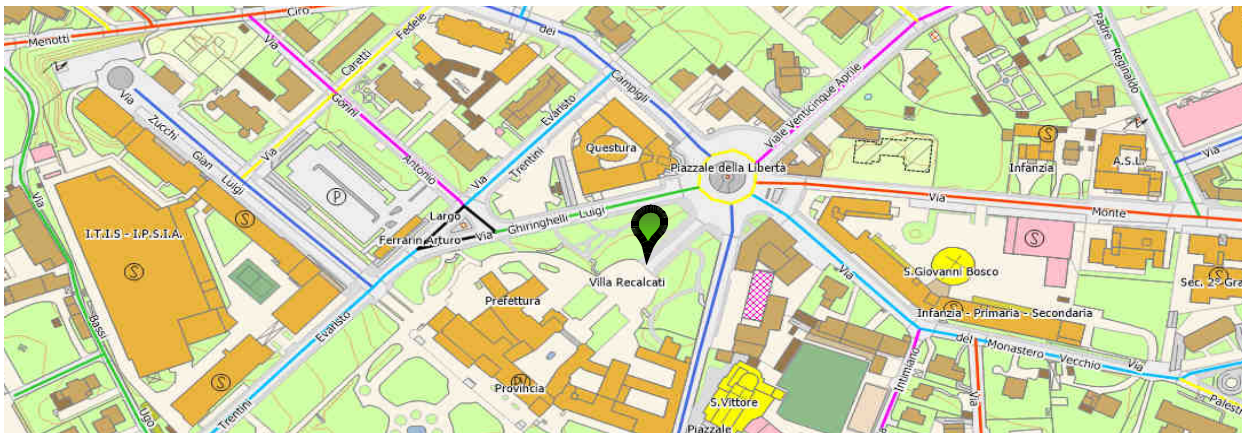 Ciro
Menotti
Via
Fedele
Caretti
dei
Campigli
Viale Venticinque Aprile
Padre
Reginaldo
Via
Zucchi
Gian
Luigi
Via
Gorini
Antonio
Evaristo
Trentini
Via
Questura
Piazzale della Libertà
Infanzia
A.S.L.
Via
S
S
P
Via
Monte
Largo
Ferrarin Arturo
Via
Ghiringhelli
Luigi
I.T.I.S - I.P.S.I.A.
S
S
Via
Bassi
Ugo
Villa Recalcati
Prefettura
Provincia
Via
S.Giovanni Bosco
S
Sec. 2° Gra
S
S
Infanzia - Primaria - Secondaria
del
Monastero
Vecchio
Via
Intimiano
Via
Evaristo
Trentini
S
S.Vittore
Piazzale
Palestr